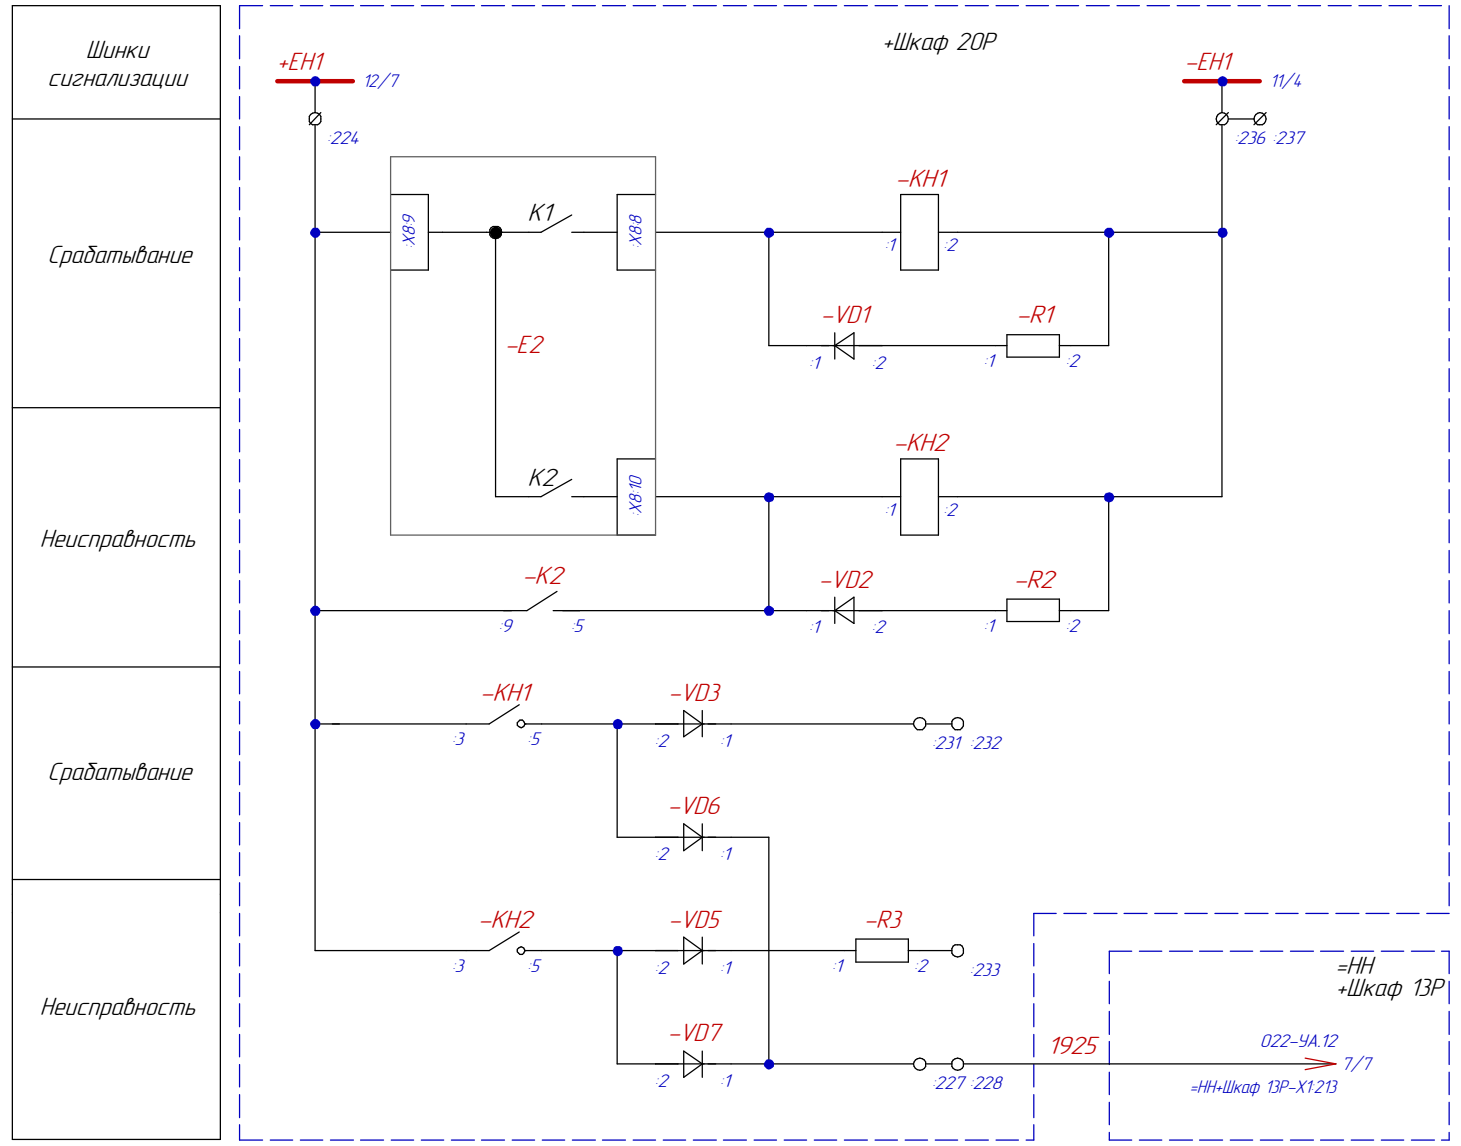 Шинки
сигнализации
+Шкаф 20Р
+EH1
12/7
-EH1
11/4
:224
:236 :237
Срабатывание
:X8:9
K1
:X8:8
-KH1
:1
:2
-VD1
-R1
:1
:2
:1
:2
-E2
Неисправность
K2
:X8:10
-KH2
:1
:2
-K2
:9
:5
-VD2
-R2
:1
:2
:1
:2
Срабатывание
-KH1
:3
:5
-VD3
:2
:1
:231 :232
-VD6
:2
:1
Неисправность
-KH2
:3
:5
-VD5
:2
:1
-R3
:1
:2
:233
-VD7
:2
:1
:227 :228
1925
=НН
+Шкаф 13Р
022-УА.12
7/7
=НН+Шкаф 13Р-X1:213